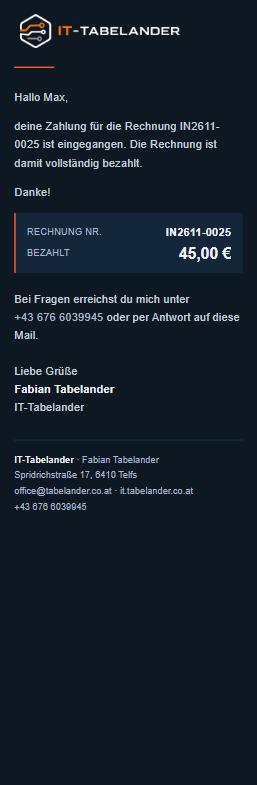 IT-TABELANDER
Hallo Max,
deine Zahlung für die Rechnung IN2611-
0025 ist eingegangen. Die Rechnung ist
damit vollständig bezahlt.
Danke!
RECHNUNG NR. IN2611-0025
BEZAHLT 45,00 €
Bei Fragen erreichst du mich unter
+43 676 6039945 oder per Antwort auf diese
Mail.
Liebe Grüße
Fabian Tabelander
IT-Tabelander
IT-Tabelander · Fabian Tabelander
Spridrichstraße 17, 6410 Telfs
office@tabelander.co.at · it.tabelander.co.at
+43 676 6039945